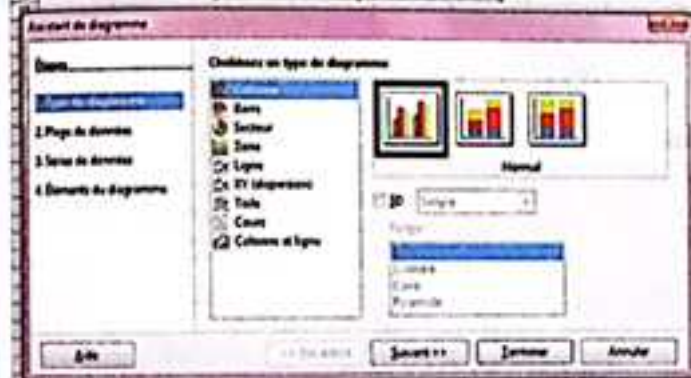 Assistant de diagramme
Étapes
1.Type de diagramme
2.Plage de données
3.Séries de données
4.Éléments du diagramme
Choisissez un type de diagramme
Colonne
Barre
Secteur
Zone
Ligne
XY (dispersion)
Toile
Cours
Colonne et ligne
Normal
3D
Simple
Cylindre
Cône
Pyramide
Aide
<< Précédent
Suivant >>
Terminer
Annuler